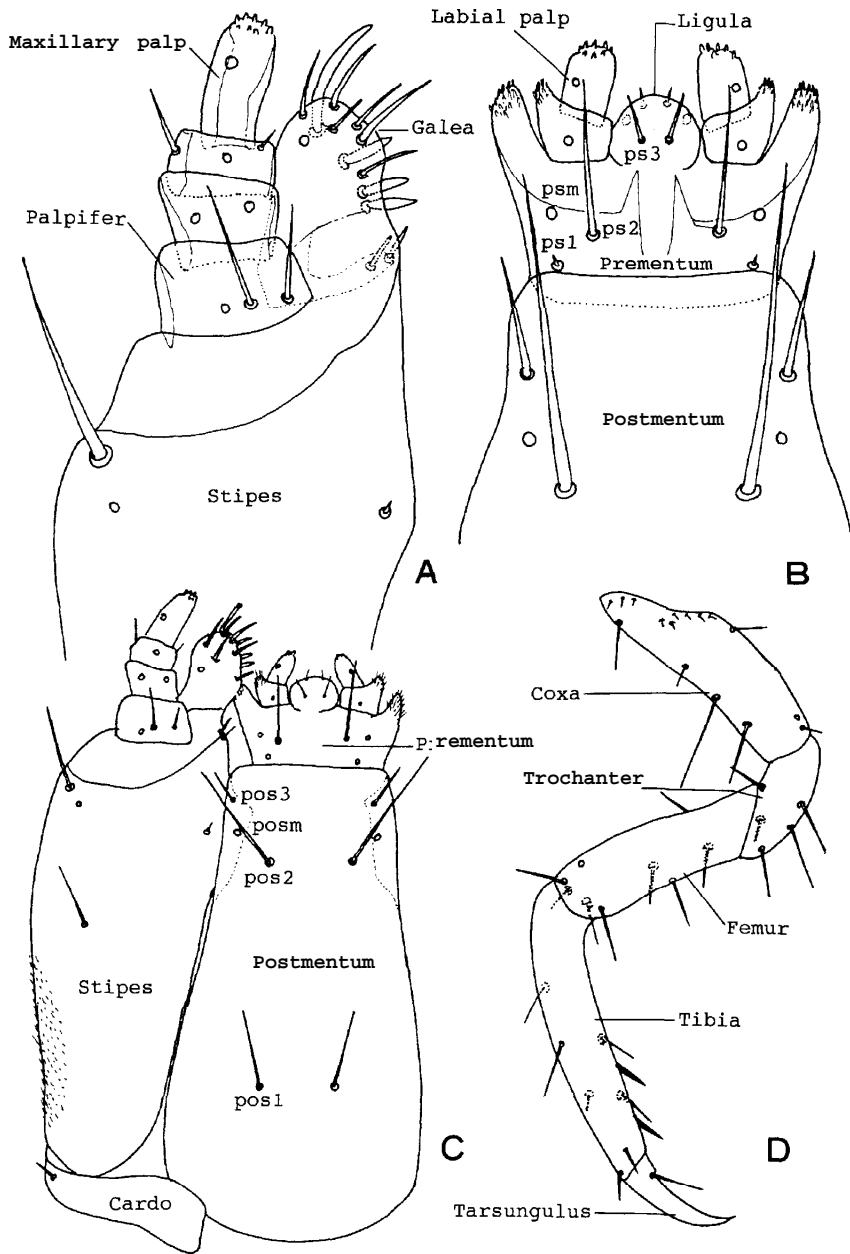 Maxillary palp
Galea
Palpifer
Stipes
A
Labial palp
Ligula
ps3
psm
ps1
ps2
Prementum
Postmentum
B
P:rementum
pos3
posm
pos2
Stipes
Postmentum
pos1
Cardo
C
Coxa
Trochanter
Femur
Tibia
Tarsungulus
D